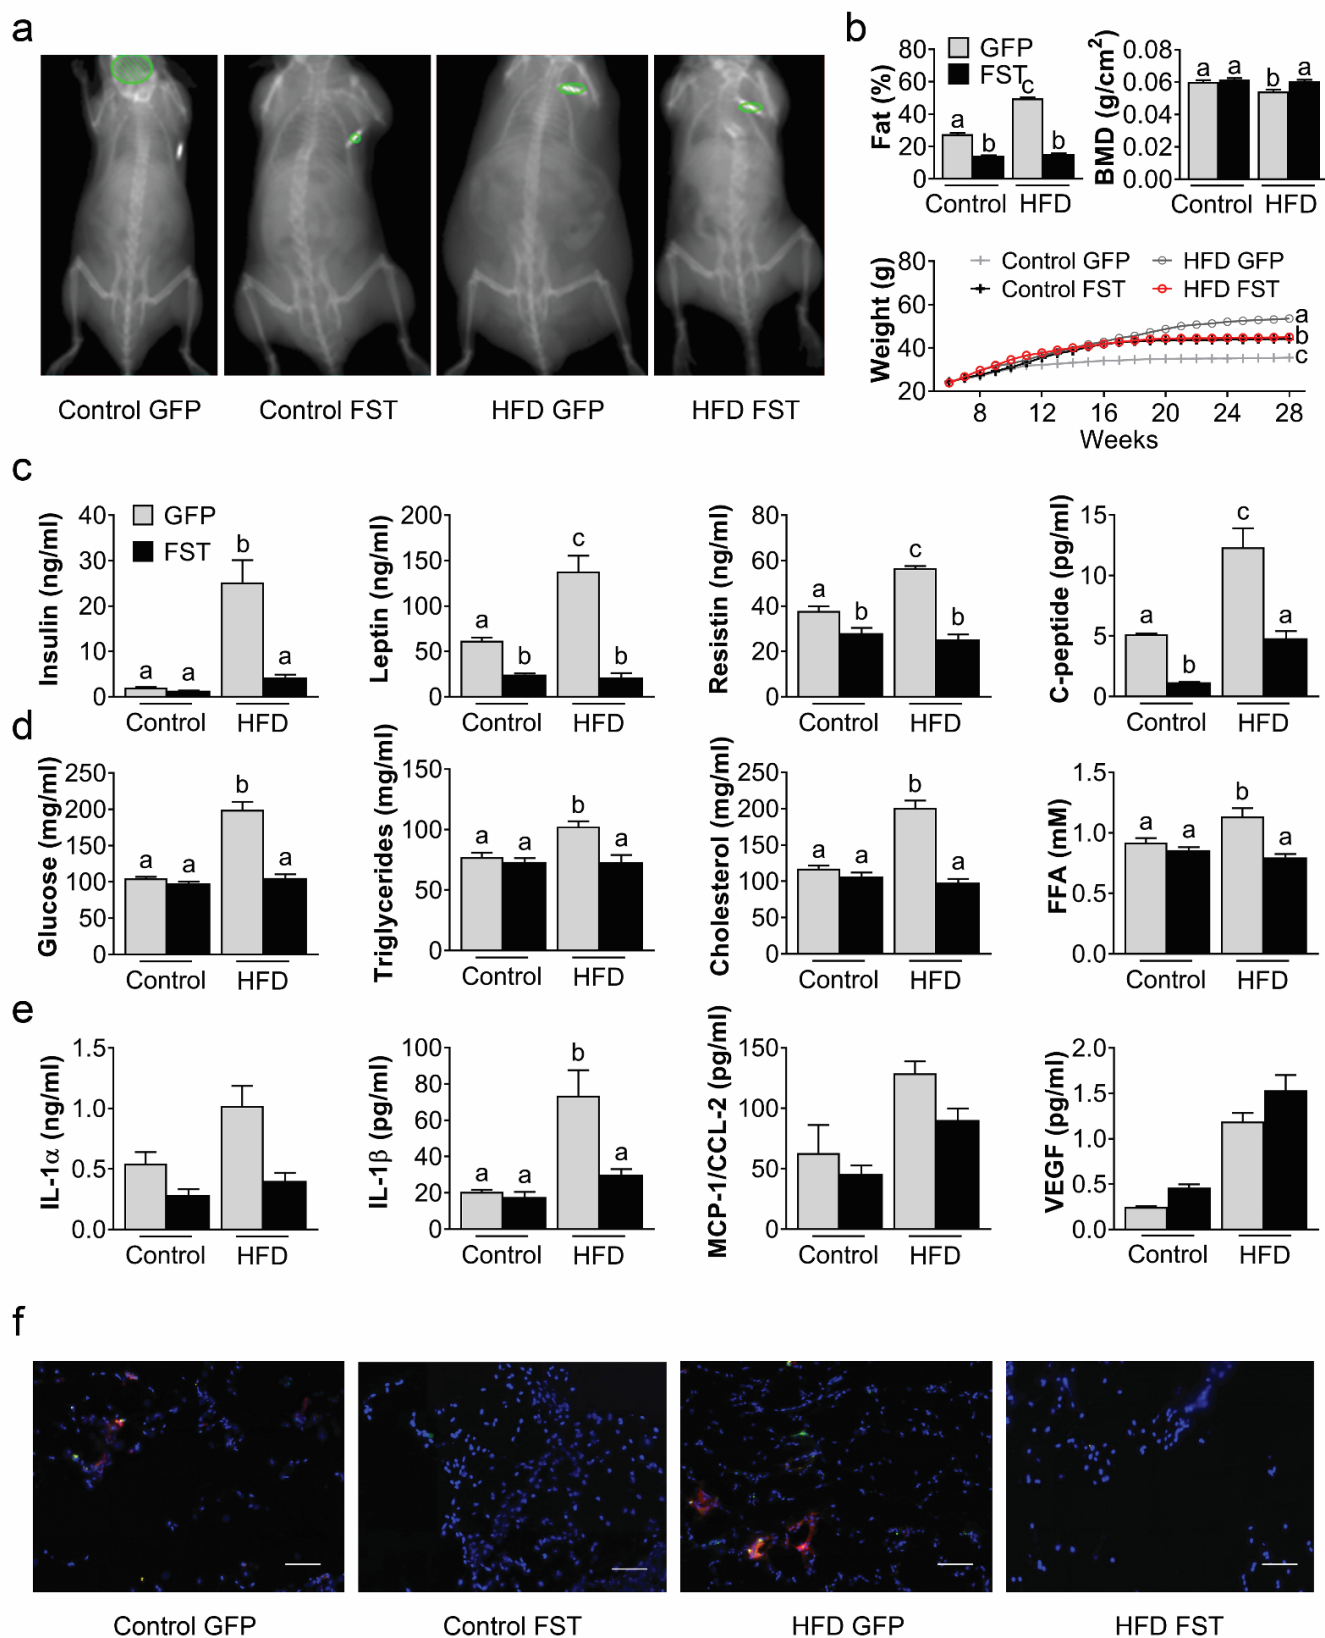 a
Control GFP
Control FST
HFD GFP
HFD FST
b
Fat (%)
80
60
40
20
0
GFP
FST
a
b
c
b
Control
HFD
BMD (g/cm²)
0.08
0.06
0.04
0.02
0.00
a
a
b
a
Control
HFD
Weight (g)
80
60
40
20
Control GFP
HFD GFP
Control FST
HFD FST
a
b
c
8
12
16
20
24
28
Weeks
c
Insulin (ng/ml)
40
30
20
10
0
GFP
FST
a
a
b
a
Control
HFD
Leptin (ng/ml)
200
150
100
50
0
a
b
c
b
Control
HFD
Resistin (ng/ml)
80
60
40
20
0
a
b
c
b
Control
HFD
C-peptide (pg/ml)
15
10
5
0
a
b
c
a
Control
HFD
d
Glucose (mg/ml)
250
200
150
100
50
0
a
a
b
a
Control
HFD
Triglycerides (mg/ml)
150
100
50
0
a
a
b
a
Control
HFD
Cholesterol (mg/ml)
250
200
150
100
50
0
a
a
b
a
Control
HFD
FFA (mM)
1.5
1.0
0.5
0.0
a
a
b
a
Control
HFD
e
IL-1α (ng/ml)
1.5
1.0
0.5
0.0
Control
HFD
IL-1β (pg/ml)
100
80
60
40
20
0
a
a
b
a
Control
HFD
MCP-1/CCL-2 (pg/ml)
150
100
50
0
Control
HFD
VEGF (pg/ml)
2.0
1.5
1.0
0.5
0.0
Control
HFD
f
Control GFP
Control FST
HFD GFP
HFD FST